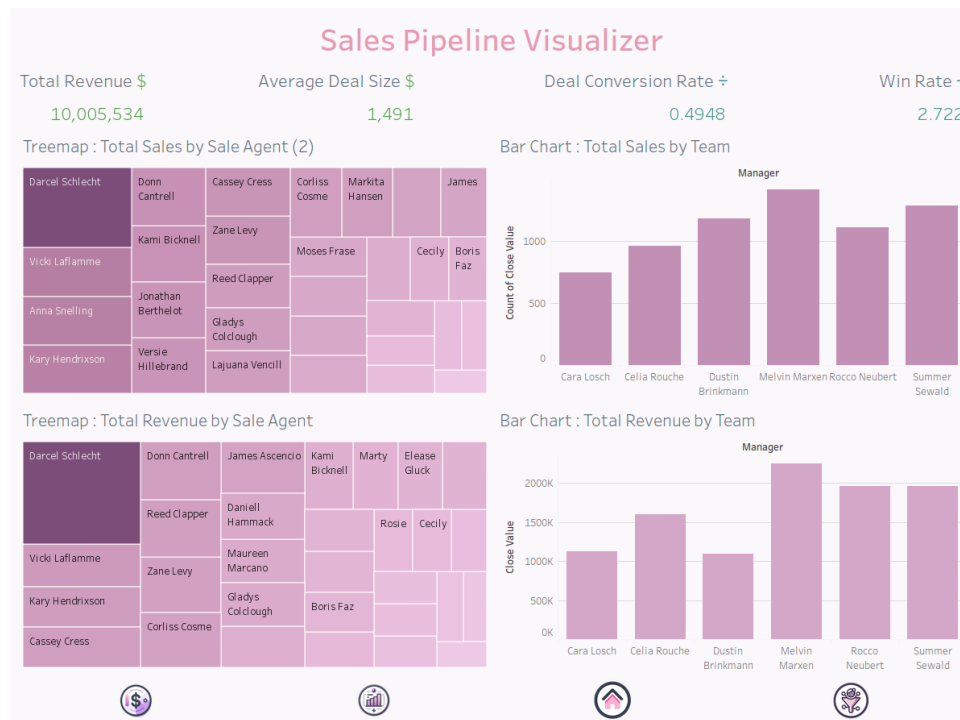 Sales Pipeline Visualizer
Total Revenue $
Average Deal Size $
Deal Conversion Rate ÷
Win Rate
10,005,534
1,491
0.4948
2.722
Treemap : Total Sales by Sale Agent (2)
Darcel Schlecht
Vicki Laflamme
Anna Snelling
Kary Hendrixson
Donn
Cantrell
Kami Bicknell
Jonathan
Berthelot
Versie
Hillebrand
Cassey Cress
Zane Levy
Reed Clapper
Gladys
Colclough
Lajuana Vencill
Corliss
Cosme
Markita
Hansen
James
Moses Frase
Cecily
Boris
Faz
Bar Chart : Total Sales by Team
Manager
Count of Close Value
1000
500
0
Cara Losch
Celia Rouche
Dustin
Brinkmann
Melvin Marxen
Rocco Neubert
Summer
Sewald
Treemap : Total Revenue by Sale Agent
Darcel Schlecht
Vicki Laflamme
Kary Hendrixson
Cassey Cress
Donn Cantrell
Reed Clapper
Zane Levy
Corliss Cosme
James Ascencio
Daniell
Hammack
Maureen
Marcano
Gladys
Colclough
Kami
Bicknell
Marty
Elease
Gluck
Rosie
Cecily
Boris Faz
Bar Chart : Total Revenue by Team
Manager
Close Value
2000K
1500K
1000K
500K
0K
Cara Losch
Celia Rouche
Dustin
Brinkmann
Melvin
Marxen
Rocco
Neubert
Summer
Sewald